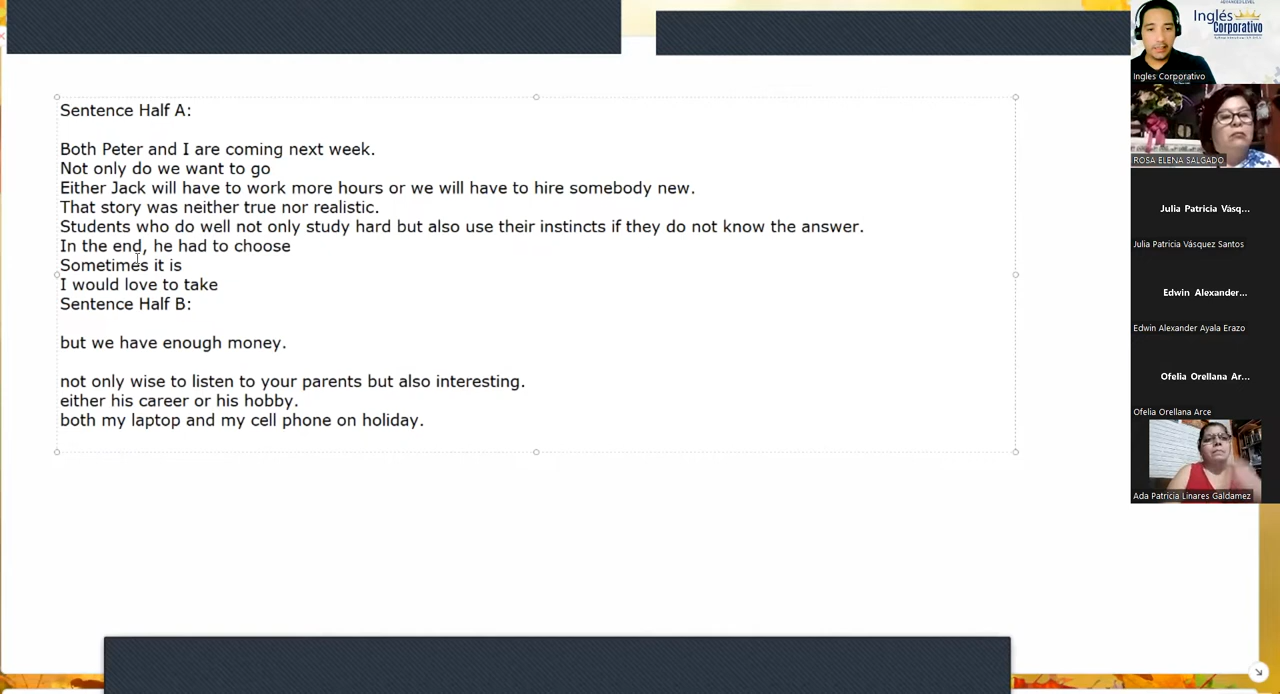 Sentence Half A:
Both Peter and I are coming next week.
Not only do we want to go
Either Jack will have to work more hours or we will have to hire somebody new.
That story was neither true nor realistic.
Students who do well not only study hard but also use their instincts if they do not know the answer.
In the end, he had to choose
Sometimes it is
I would love to take
Sentence Half B:
but we have enough money.
not only wise to listen to your parents but also interesting.
either his career or his hobby.
both my laptop and my cell phone on holiday.
Inglés
Corporativo
Ingles Corporativo
ROSA ELENA SALGADO
Julia Patricia Vásq...
Julia Patricia Vásquez Santos
Edwin Alexander...
Edwin Alexander Ayala Erazo
Ofelia Orellana Ar...
Ofelia Orellana Arce
Ada Patricia Linares Galdamez